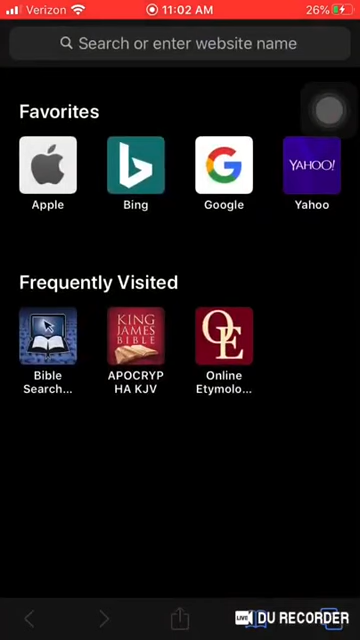 Verizon 11:02 AM 26%
Search or enter website name
Favorites
YAHOO!
Apple Bing Google Yahoo
Frequently Visited
KING
JAMES
BIBLE
OE
Bible
Search...
APOCRYP
HA KJV
Online
Etymolo...
LIVE DU RECORDER